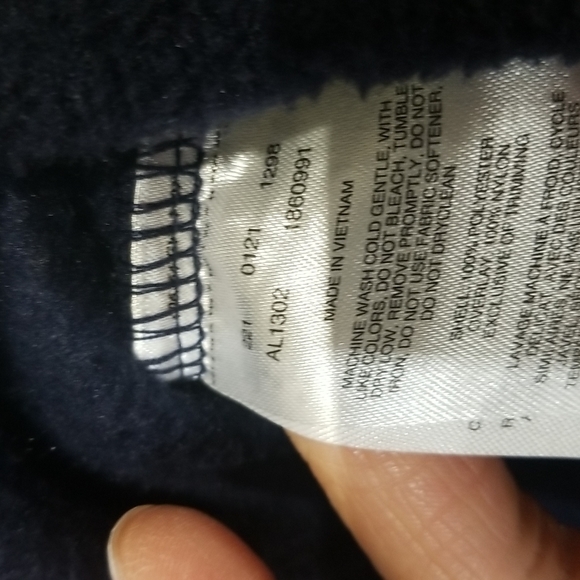 AL1302 0121 1298
1860991
MADE IN VIETNAM
MACHINE WASH COLD GENTLE, WITH
LIKE COLORS, DO NOT BLEACH, TUMBLE
DRY LOW, REMOVE PROMPTLY, DO NOT
IRON, DO NOT USE FABRIC SOFTENER,
DO NOT DRYCLEAN
SHELL: 100% POLYESTER
OVERLAY: 100% NYLON
EXCLUSIVE OF TRIMMING
LAVAGE MACHINE À FROID, CYCLE
DÉLICAT, AVEC DES COULEURS